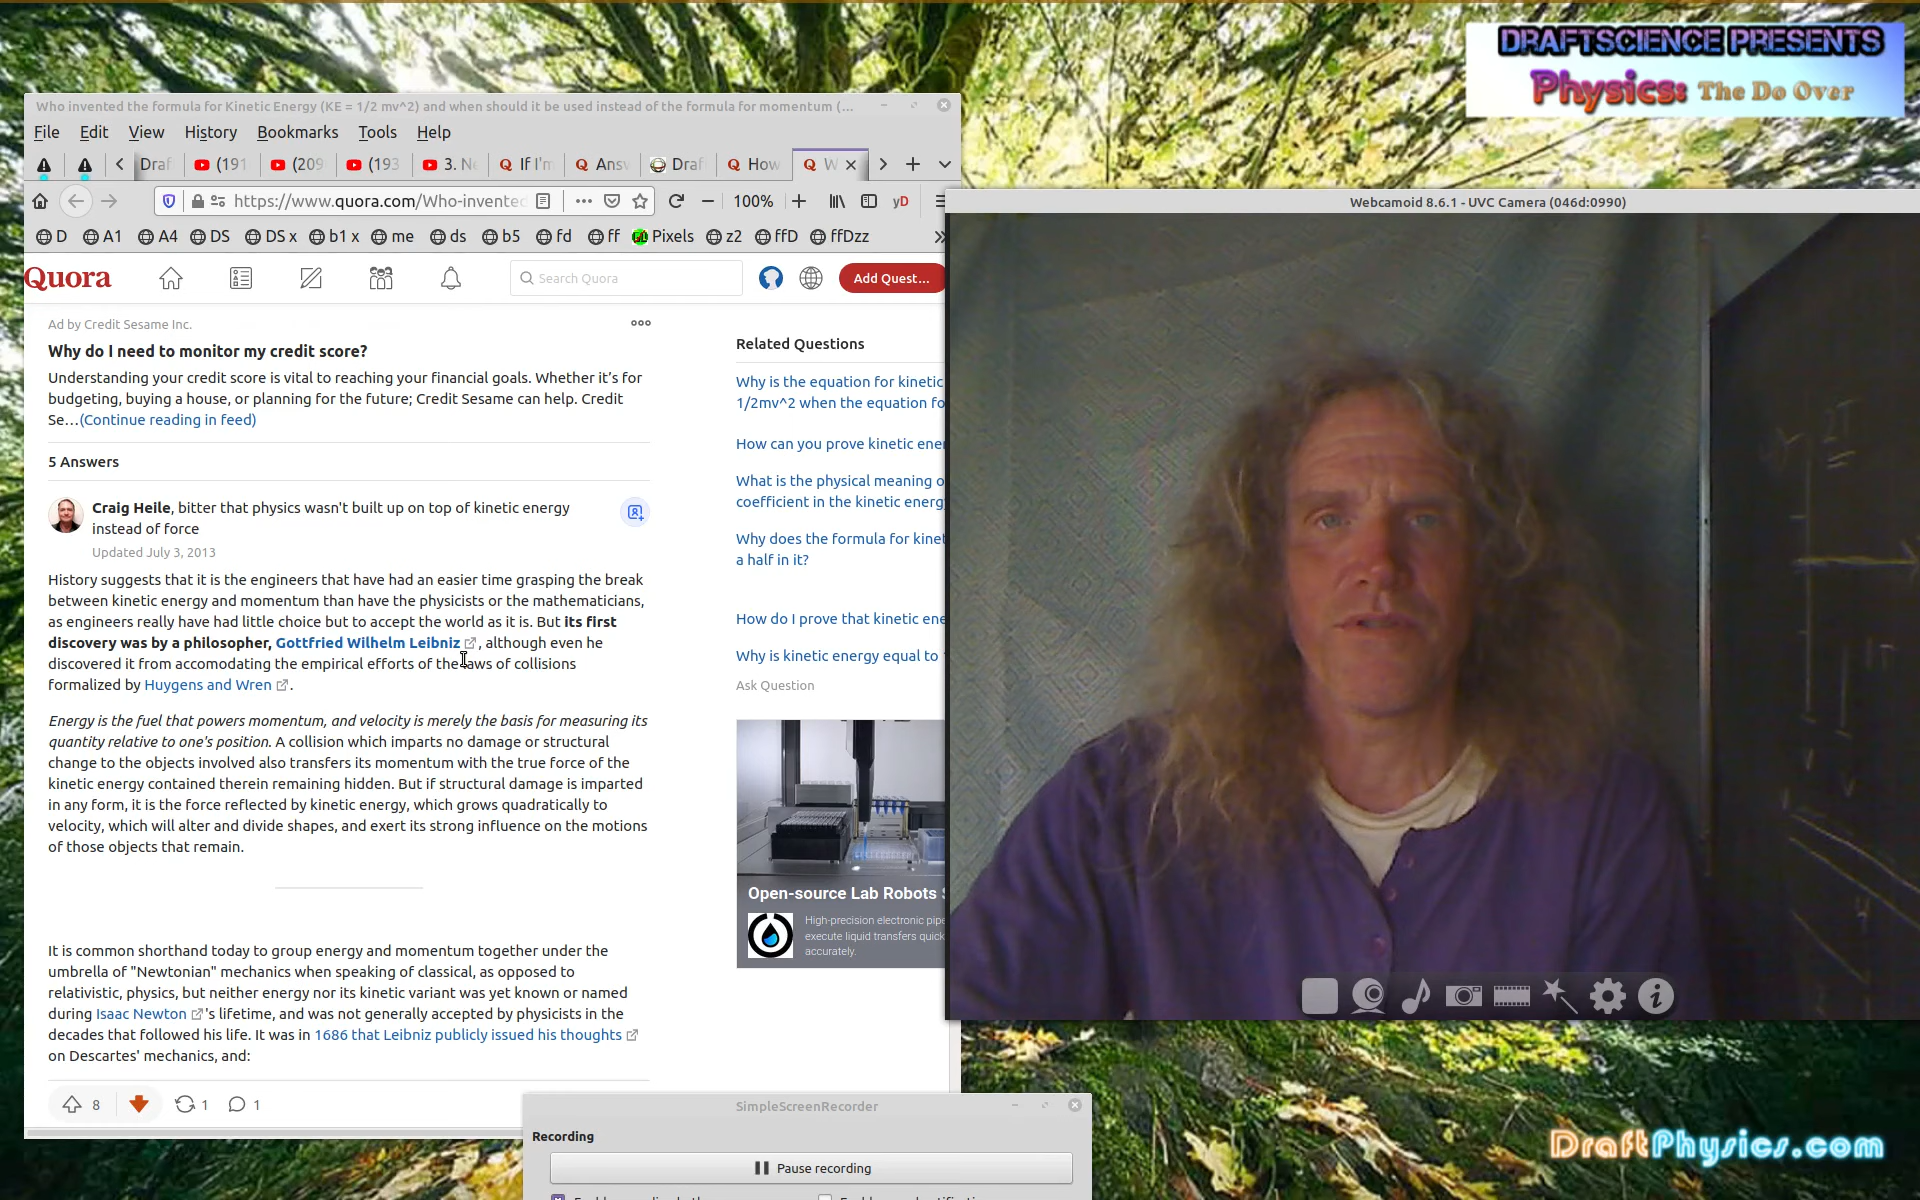 DRAFTSCIENCE PRESENTS
Physics: The Do Over
Who invented the formula for Kinetic Energy (KE = 1/2 mv^2) and when should it be used instead of the formula for momentum (...
File Edit View History Bookmarks Tools Help
Draf (191 (209 (193 3. N If I'm Answ Draf How W
https://www.quora.com/Who-invented 100% yD
D A1 A4 DS DS x b1 x me ds b5 fd ff Pixels z2 ffD ffDzz
Webcamoid 8.6.1 - UVC Camera (046d:0990)
Quora Search Quora Add Quest...
Ad by Credit Sesame Inc.
Why do I need to monitor my credit score?
Understanding your credit score is vital to reaching your financial goals. Whether it's for
budgeting, buying a house, or planning for the future; Credit Sesame can help. Credit
Se…(Continue reading in feed)
5 Answers
Craig Heile, bitter that physics wasn't built up on top of kinetic energy
instead of force
Updated July 3, 2013
History suggests that it is the engineers that have had an easier time grasping the break
between kinetic energy and momentum than have the physicists or the mathematicians,
as engineers really have had little choice but to accept the world as it is. But its first
discovery was by a philosopher, Gottfried Wilhelm Leibniz , although even he
discovered it from accomodating the empirical efforts of the laws of collisions
formalized by Huygens and Wren .
Energy is the fuel that powers momentum, and velocity is merely the basis for measuring its
quantity relative to one's position. A collision which imparts no damage or structural
change to the objects involved also transfers its momentum with the true force of the
kinetic energy contained therein remaining hidden. But if structural damage is imparted
in any form, it is the force reflected by kinetic energy, which grows quadratically to
velocity, which will alter and divide shapes, and exert its strong influence on the motions
of those objects that remain.
It is common shorthand today to group energy and momentum together under the
umbrella of "Newtonian" mechanics when speaking of classical, as opposed to
relativistic, physics, but neither energy nor its kinetic variant was yet known or named
during Isaac Newton 's lifetime, and was not generally accepted by physicists in the
decades that followed his life. It was in 1686 that Leibniz publicly issued his thoughts
on Descartes' mechanics, and:
8 1 1
Related Questions
Why is the equation for kinetic
1/2mv^2 when the equation fo
How can you prove kinetic ener
What is the physical meaning o
coefficient in the kinetic energy
Why does the formula for kinet
a half in it?
How do I prove that kinetic ene
Why is kinetic energy equal to
Ask Question
Open-source Lab Robots
High-precision electronic pipe
execute liquid transfers quick
accurately.
SimpleScreenRecorder
Recording
Pause recording
DraftPhysics.com